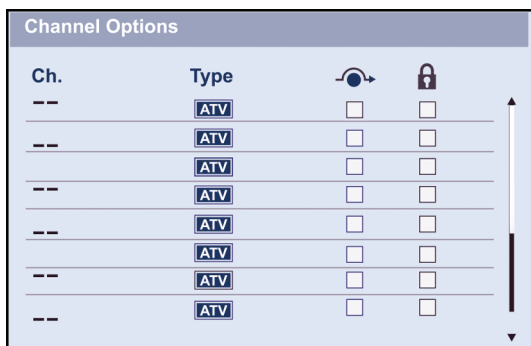 Channel Options
Ch. Type
-- ATV
-- ATV
ATV
-- ATV
-- ATV
ATV
-- ATV
-- ATV